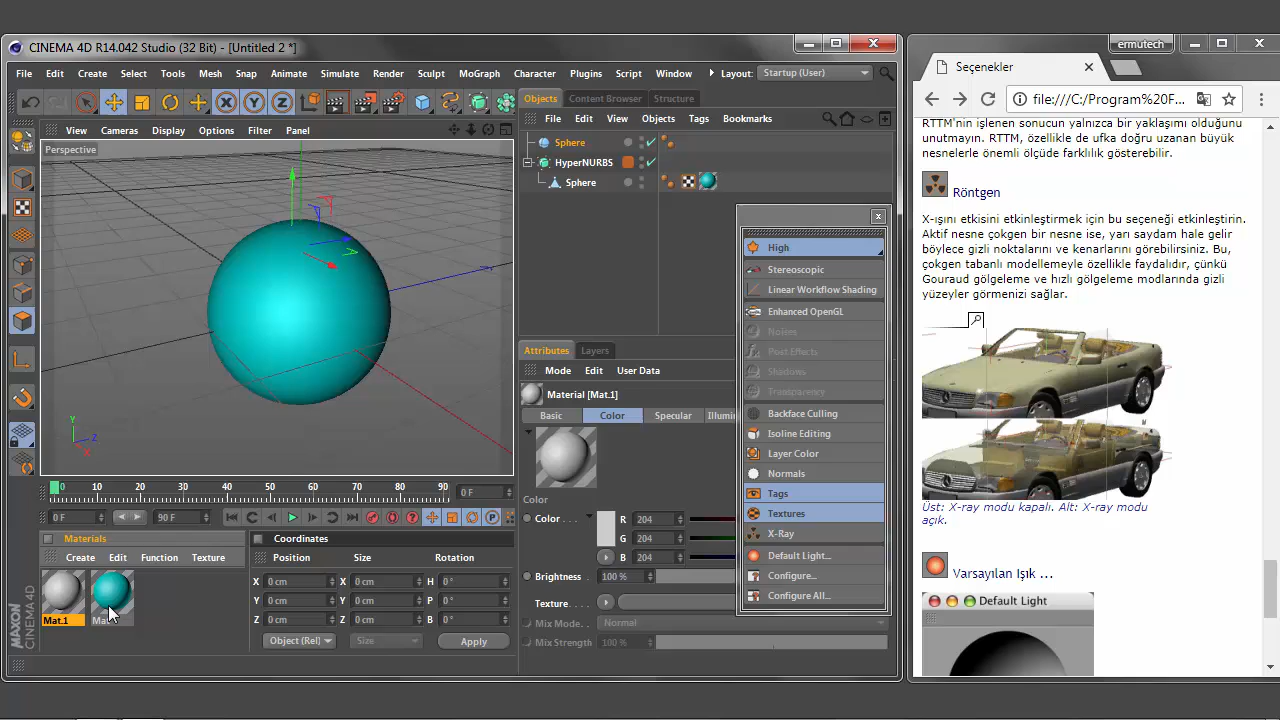 CINEMA 4D R14.042 Studio (32 Bit) - [Untitled 2 *]
File Edit Create Select Tools Mesh Snap Animate Simulate Render Sculpt MoGraph Character Plugins Script Window Layout: Startup (User)
X Y Z
Objects Content Browser Structure
File Edit View Objects Tags Bookmarks
View Cameras Display Options Filter Panel
Perspective
Sphere
HyperNURBS
Sphere
Y
Z
X
High
Stereoscopic
Linear Workflow Shading
Enhanced OpenGL
Noises
Post Effects
Shadows
Transparency
Backface Culling
Isoline Editing
Layer Color
Normals
Tags
Textures
X-Ray
Default Light...
Configure...
Configure All...
Attributes Layers
Mode Edit User Data
Material [Mat.1]
Basic Color Specular Illumi
Color
Color . . . R 204
G 204
B 204
Brightness 100 %
Texture. . . .
Mix Mode. . Normal
Mix Strength 100 %
0 10 20 30 40 50 60 70 80 90 0 F
0 F 90 F
Materials
Create Edit Function Texture
Mat.1 Mat
Coordinates
Position Size Rotation
X 0 cm X 0 cm H 0 °
Y 0 cm Y 0 cm P 0 °
Z 0 cm Z 0 cm B 0 °
Object (Rel) Size Apply
MAXON
CINEMA 4D
ermutech
Seçenekler
file:///C:/Program%20F...
RTTM'nin işlenen sonucun yalnızca bir yaklaşımı olduğunu
unutmayın. RTTM, özellikle de ufka doğru uzanan büyük
nesnelerle önemli ölçüde farklılık gösterebilir.
Röntgen
X-ışını etkisini etkinleştirmek için bu seçeneği etkinleştirin.
Aktif nesne çokgen bir nesne ise, yarı saydam hale gelir
böylece gizli noktalarını ve kenarlarını görebilirsiniz. Bu,
çokgen tabanlı modellemeyle özellikle faydalıdır, çünkü
Gouraud gölgeleme ve hızlı gölgeleme modlarında gizli
yüzeyler görmenizi sağlar.
Üst: X-ray modu kapalı. Alt: X-ray modu
açık.
Varsayılan Işık ...
Default Light